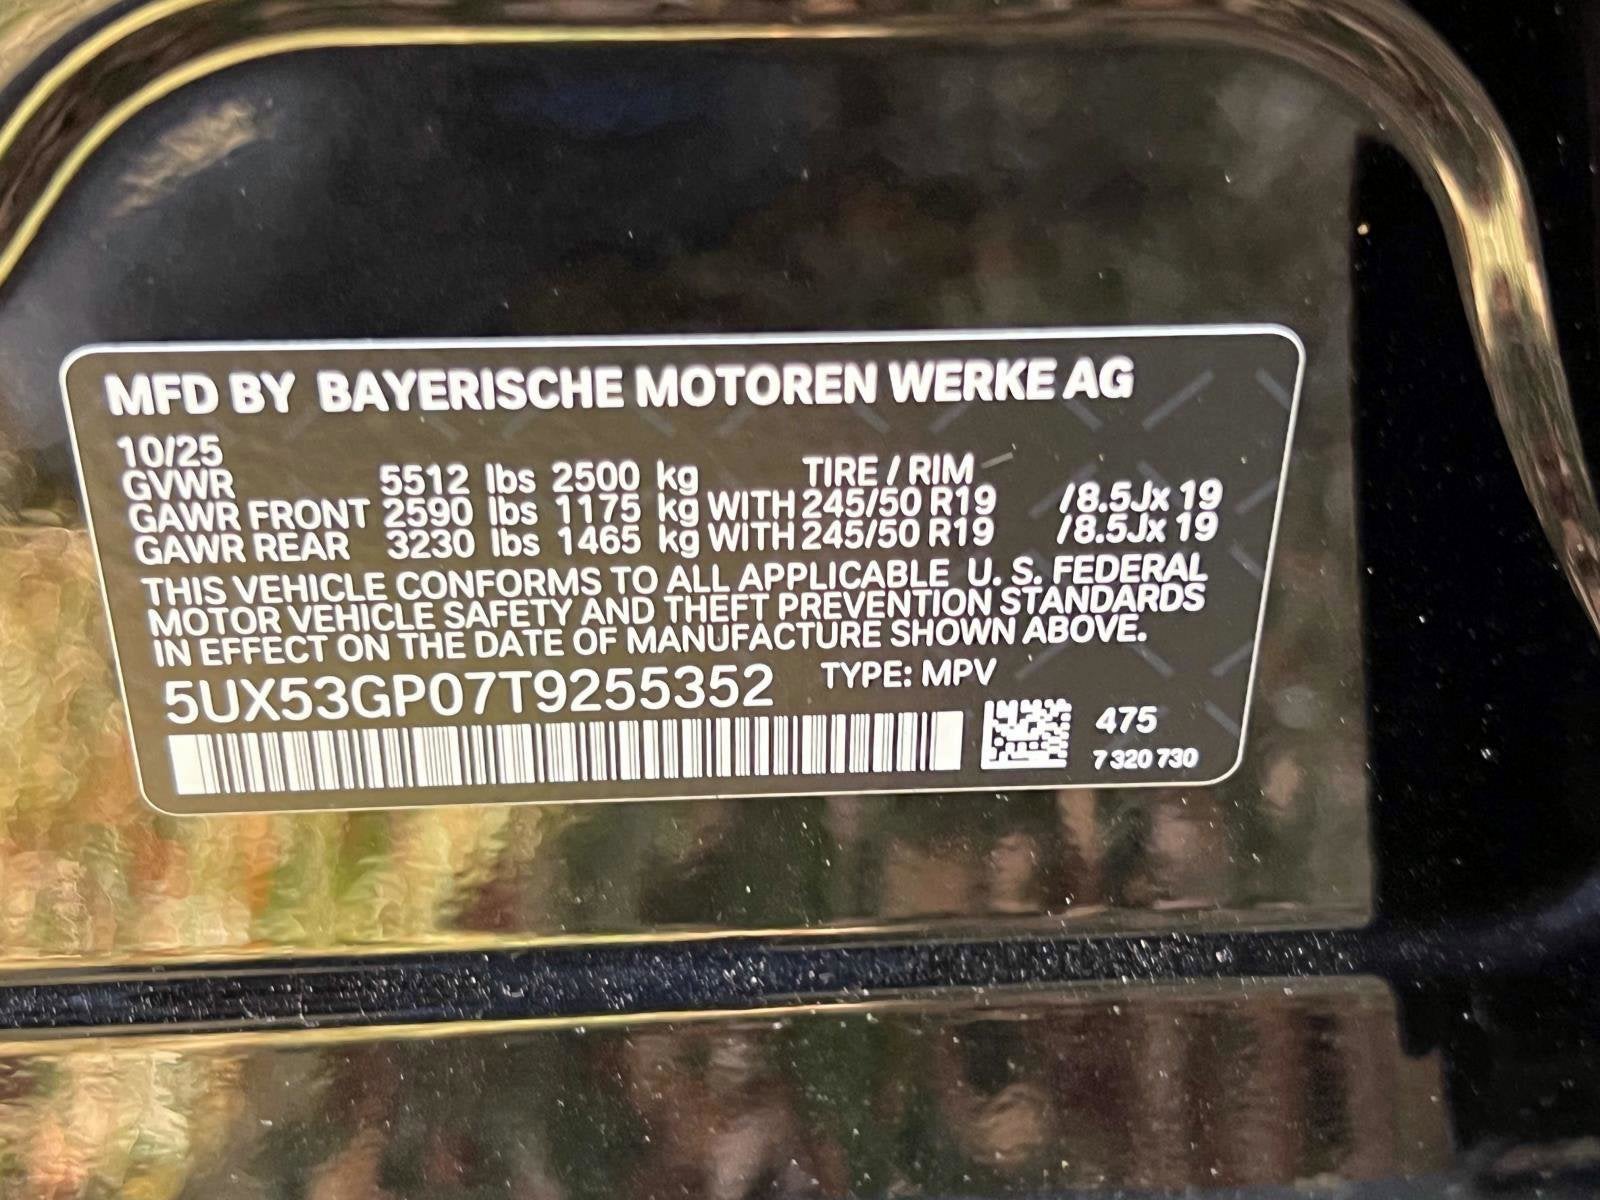 MFD BY BAYERISCHE MOTOREN WERKE AG
10/25
GVWR 5512 lbs 2500 kg TIRE / RIM
GAWR FRONT 2590 lbs 1175 kg WITH 245/50 R19 /8.5Jx 19
GAWR REAR 3230 lbs 1465 kg WITH 245/50 R19 /8.5Jx 19
THIS VEHICLE CONFORMS TO ALL APPLICABLE U. S. FEDERAL
MOTOR VEHICLE SAFETY AND THEFT PREVENTION STANDARDS
IN EFFECT ON THE DATE OF MANUFACTURE SHOWN ABOVE.
5UX53GP07T9255352 TYPE: MPV
475
7 320 730